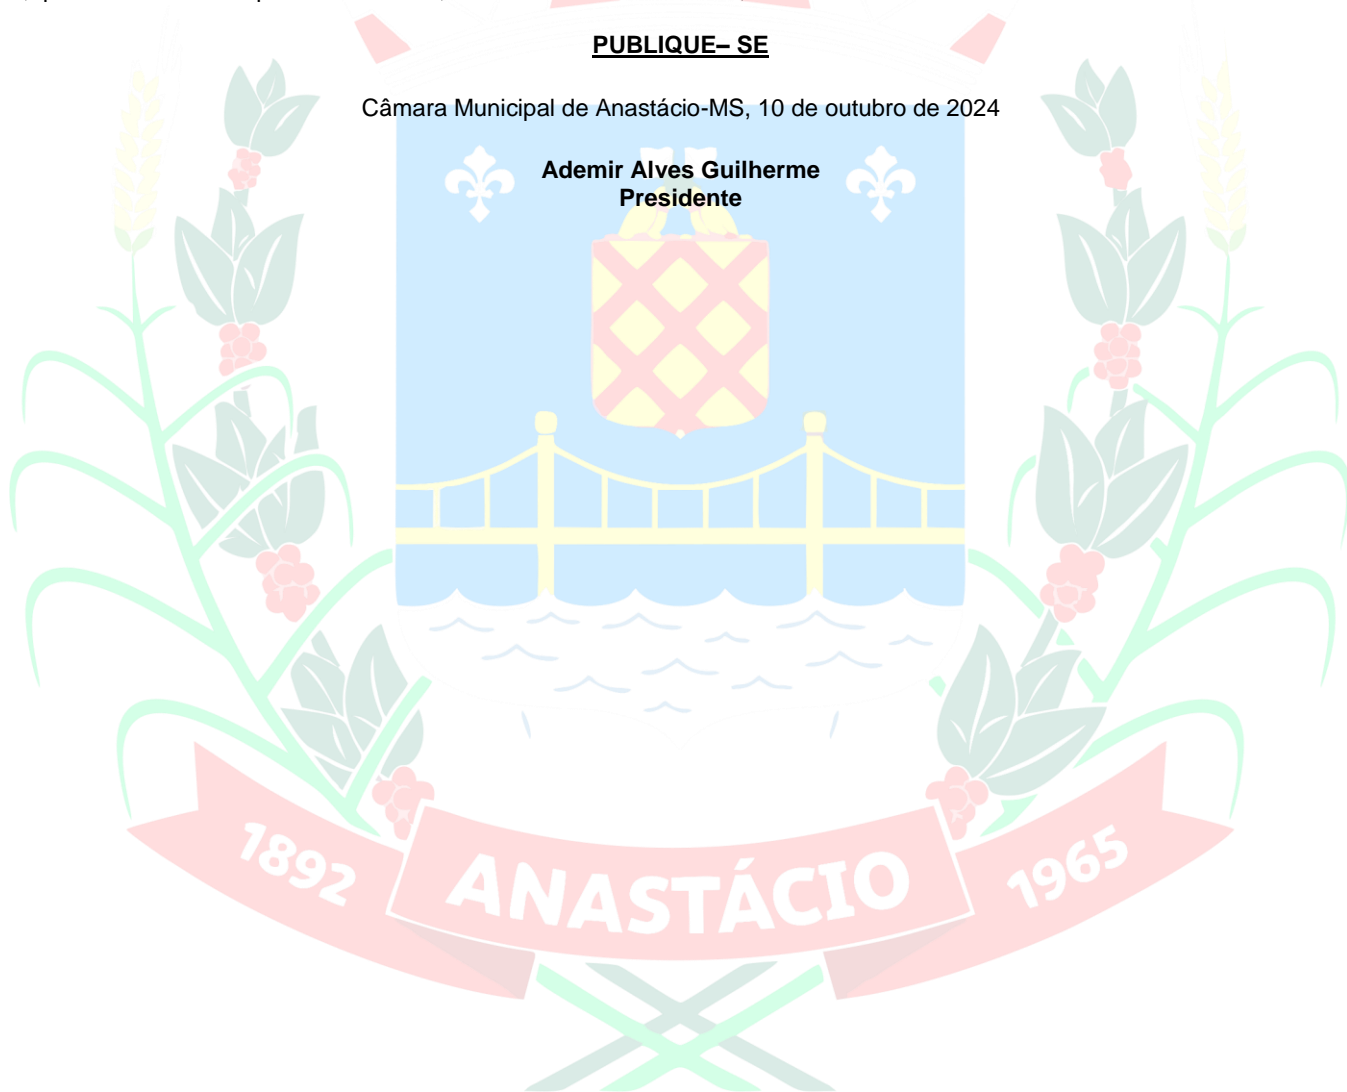 PUBLIQUE– SE
Câmara Municipal de Anastácio-MS, 10 de outubro de 2024
Ademir Alves Guilherme
Presidente
1892
ANASTÁCIO
1965